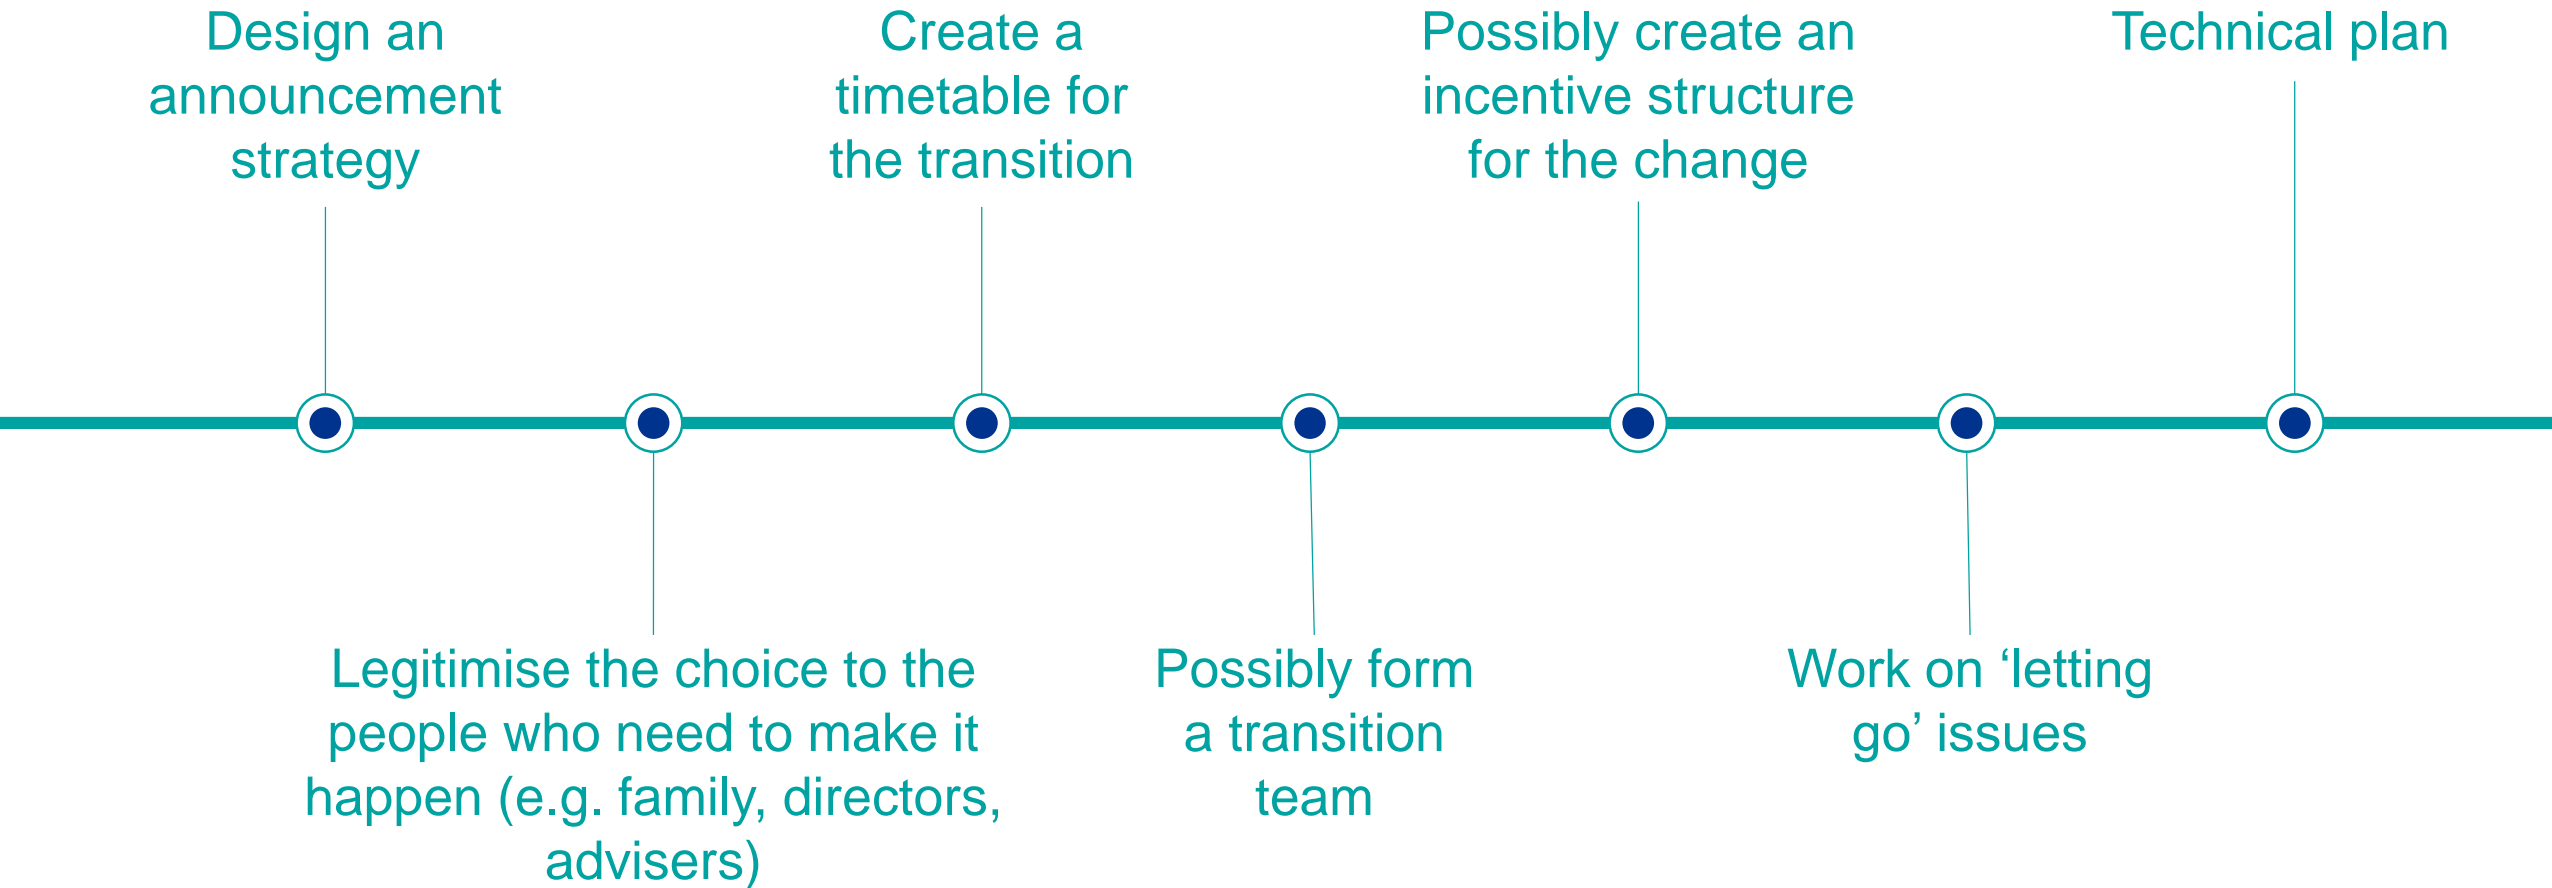 Design an
announcement
strategy
Legitimise the choice to the
people who need to make it
happen (e.g. family, directors,
advisers)
Create a
timetable for
the transition
Possibly form
a transition
team
Possibly create an
incentive structure
for the change
Work on ‘letting
go’ issues
Technical plan